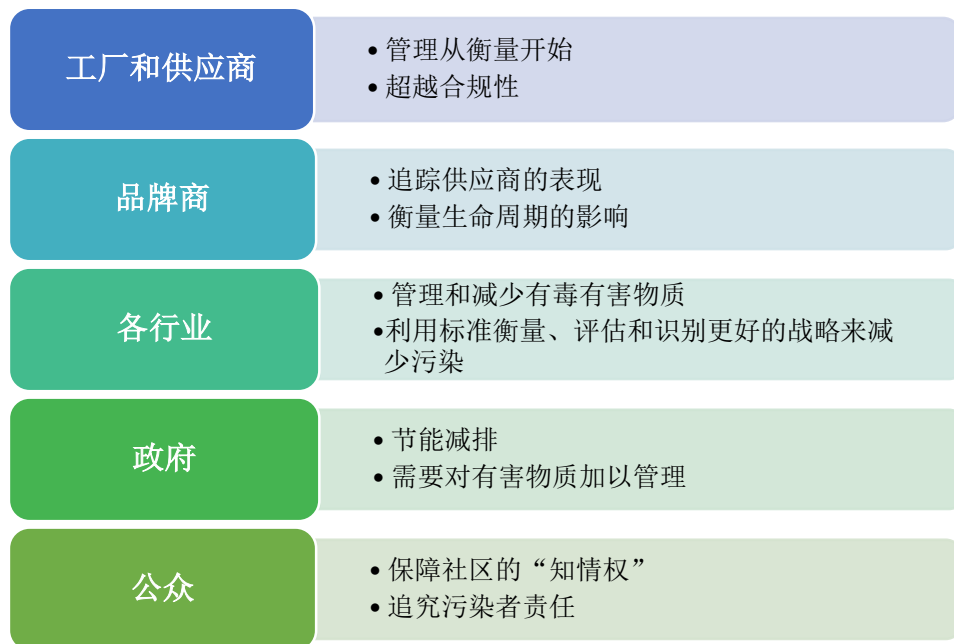 工厂和供应商
• 管理从衡量开始
• 超越合规性
品牌商
• 追踪供应商的表现
• 衡量生命周期的影响
各行业
• 管理和减少有毒有害物质
•利用标准衡量、评估和识别更好的战略来减
少污染
政府
• 节能减排
• 需要对有害物质加以管理
公众
• 保障社区的“知情权”
• 追究污染者责任